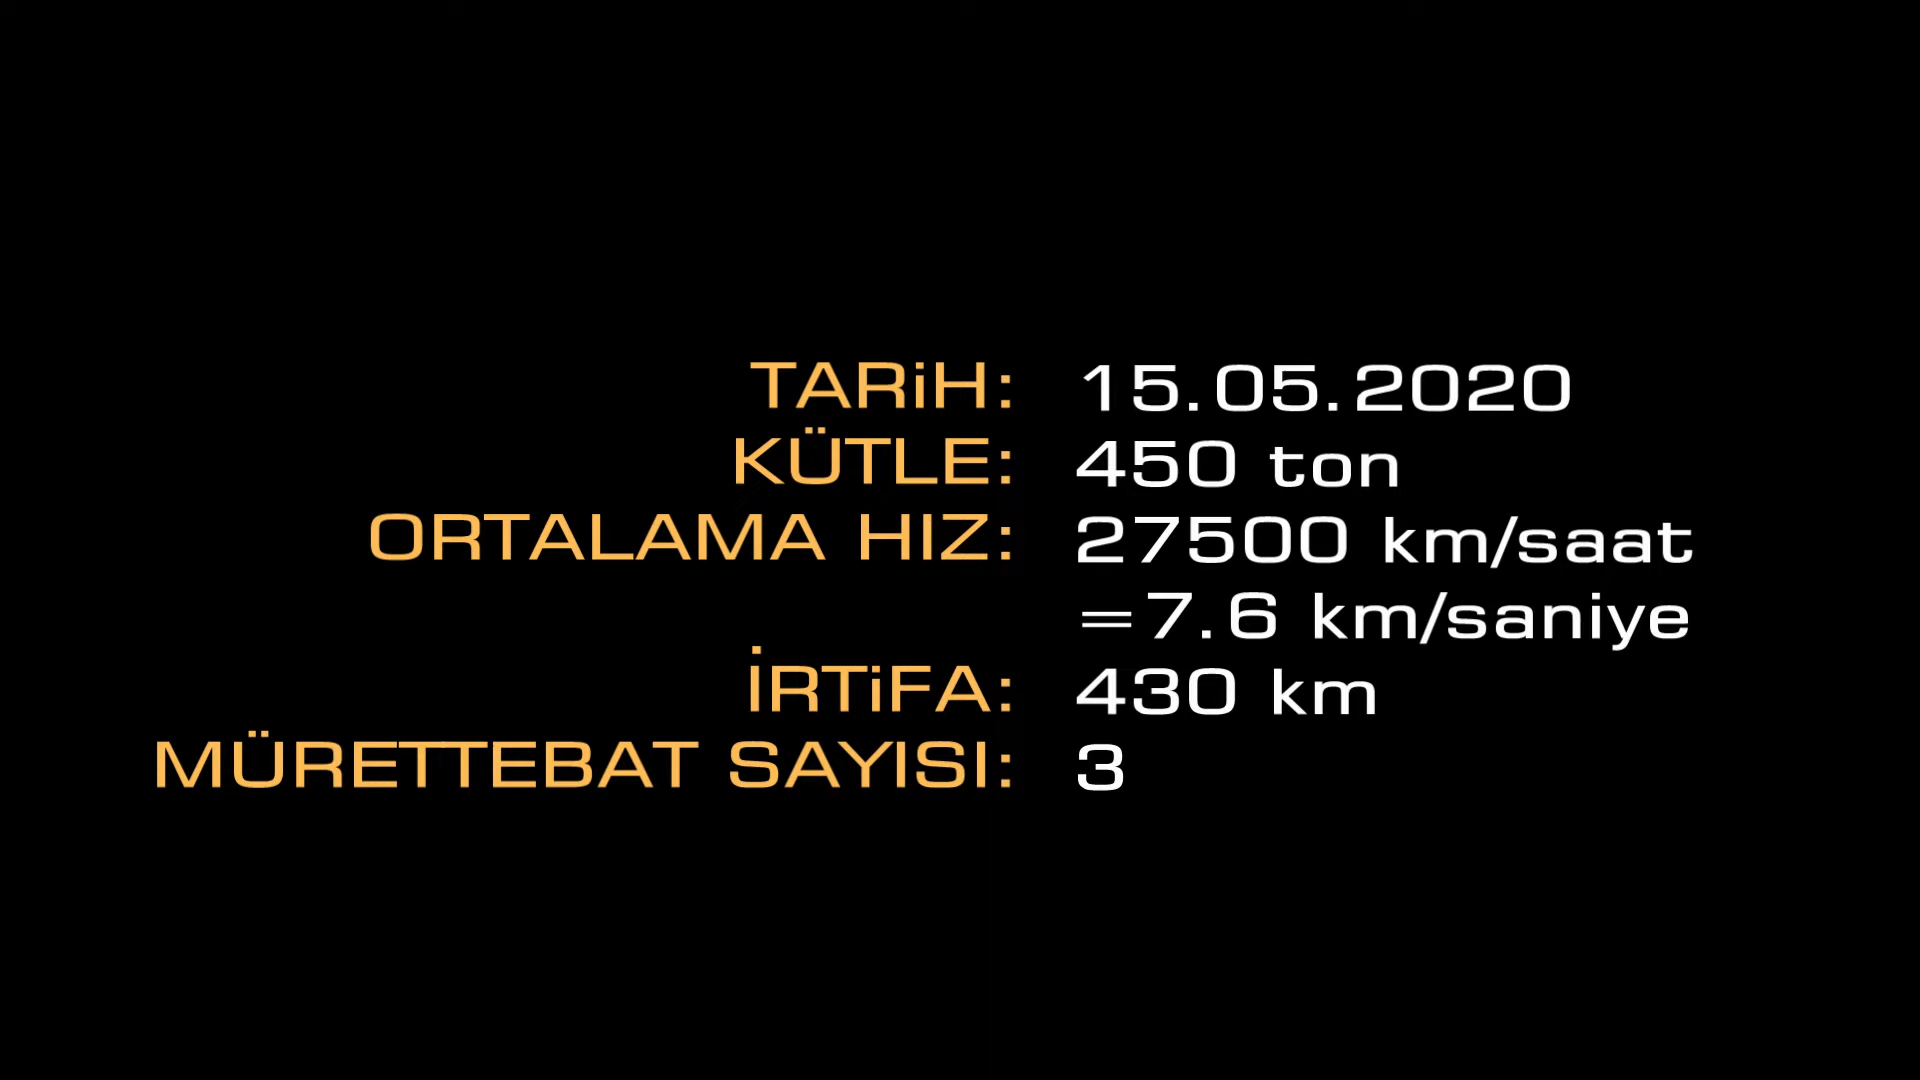 TARiH: 15.05.2020
KÜTLE: 450 ton
ORTALAMA HIZ: 27500 km/saat
=7.6 km/saniye
İRTiFA: 430 km
MÜRETTEBAT SAYISI: 3